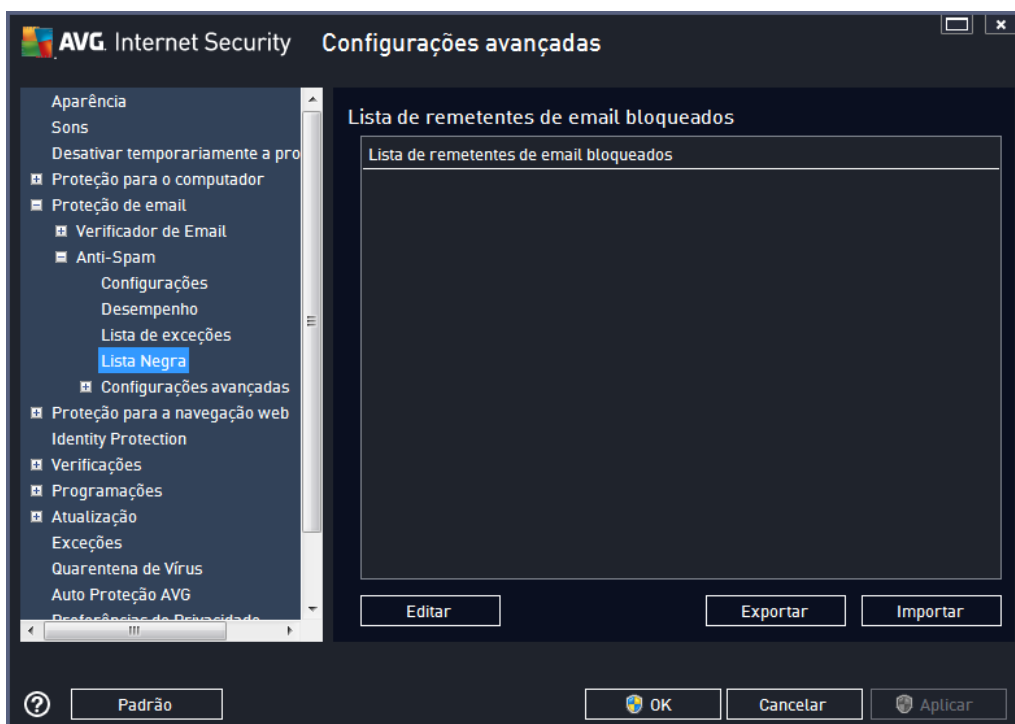 AVG. Internet Security Configurações avançadas
Aparência
Sons
Desativar temporariamente a pro
Proteção para o computador
Proteção de email
Verificador de Email
Anti-Spam
Configurações
Desempenho
Lista de exceções
Lista Negra
Configurações avançadas
Proteção para a navegação web
Identity Protection
Verificações
Programações
Atualização
Exceções
Quarentena de Vírus
Auto Proteção AVG
Preferências de Privacidade
Lista de remetentes de email bloqueados
Lista de remetentes de email bloqueados
Editar Exportar Importar
? Padrão OK Cancelar Aplicar